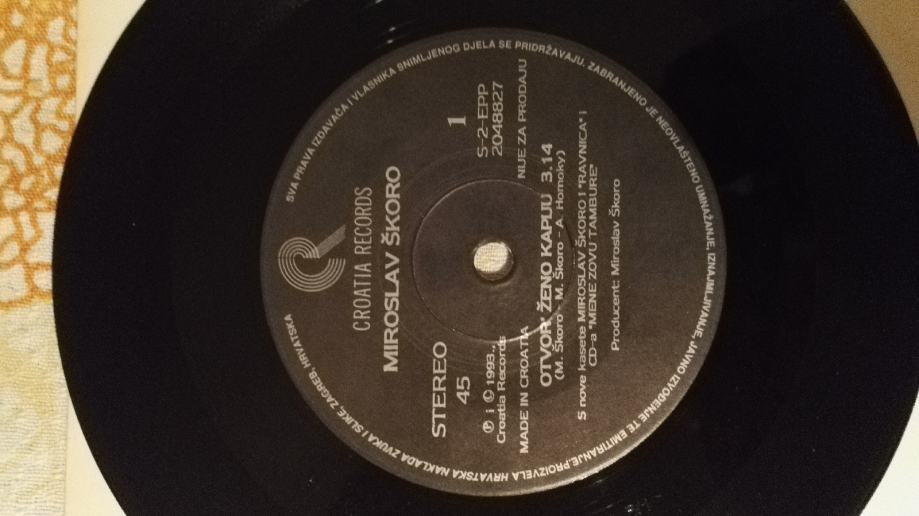 SVA PRAVA IZDAVAČA I VLASNIKA SNIMLJENOG DJELA SE PRIDRŽAVAJU. ZABRANJENO JE NEOVLAŠTENO UMNAŽANJE, IZNAJMLJIVANJE, JAVNO IZVOĐENJE TE EMITIRANJE.
PROIZVELA HRVATSKA NAKLADA ZVUKA I SLIKE, ZAGREB, HRVATSKA
CROATIA RECORDS
MIROSLAV ŠKORO
STEREO
45
1
S-2-EPP
2048827
℗ i © 1993.,
Croatia Records
MADE IN CROATIA
NIJE ZA PRODAJU
OTVOR' ŽENO KAPIJU 3.14
(M. Škoro - M. Škoro - A. Homoky)
S nove kasete MIROSLAV ŠKORO I "RAVNICA" i
CD-a "MENE ZOVU TAMBURE"
Producent: Miroslav Škoro